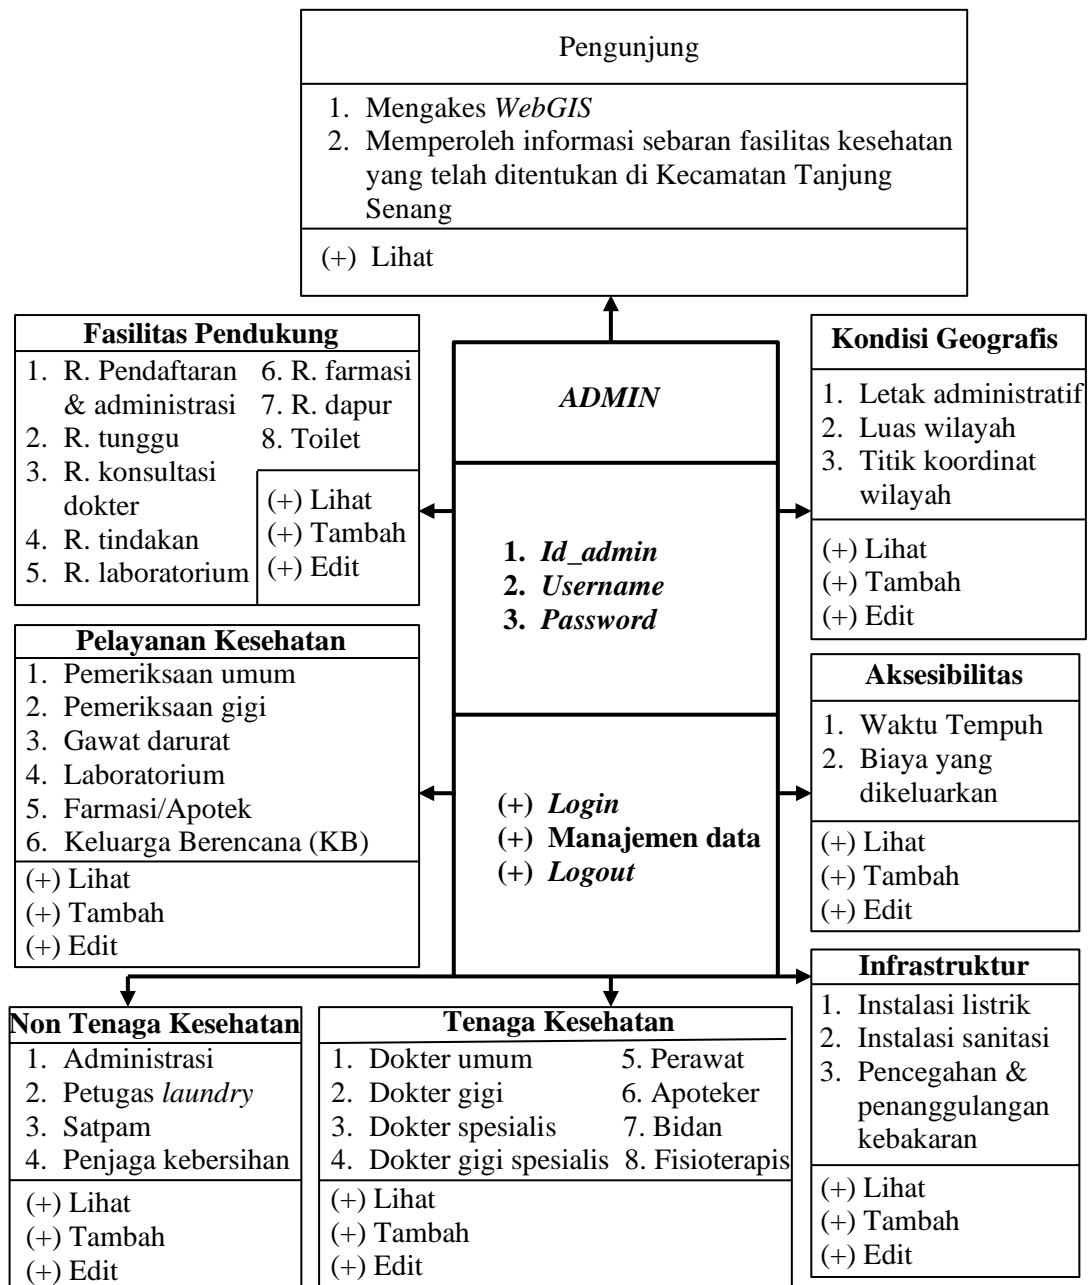 Pengunjung
1. Mengakes WebGIS
2. Memperoleh informasi sebaran fasilitas kesehatan
yang telah ditentukan di Kecamatan Tanjung
Senang
(+) Lihat
Fasilitas Pendukung
1. R. Pendaftaran
& administrasi
2. R. tunggu
3. R. konsultasi
dokter
4. R. tindakan
5. R. laboratorium
6. R. farmasi
7. R. dapur
8. Toilet
(+) Lihat
(+) Tambah
(+) Edit
ADMIN
1. Id_admin
2. Username
3. Password
(+) Login
(+) Manajemen data
(+) Logout
Kondisi Geografis
1. Letak administratif
2. Luas wilayah
3. Titik koordinat
wilayah
(+) Lihat
(+) Tambah
(+) Edit
Pelayanan Kesehatan
1. Pemeriksaan umum
2. Pemeriksaan gigi
3. Gawat darurat
4. Laboratorium
5. Farmasi/Apotek
6. Keluarga Berencana (KB)
(+) Lihat
(+) Tambah
(+) Edit
Aksesibilitas
1. Waktu Tempuh
2. Biaya yang
dikeluarkan
(+) Lihat
(+) Tambah
(+) Edit
Non Tenaga Kesehatan
1. Administrasi
2. Petugas laundry
3. Satpam
4. Penjaga kebersihan
(+) Lihat
(+) Tambah
(+) Edit
Tenaga Kesehatan
1. Dokter umum
2. Dokter gigi
3. Dokter spesialis
4. Dokter gigi spesialis
5. Perawat
6. Apoteker
7. Bidan
8. Fisioterapis
(+) Lihat
(+) Tambah
(+) Edit
Infrastruktur
1. Instalasi listrik
2. Instalasi sanitasi
3. Pencegahan &
penanggulangan
kebakaran
(+) Lihat
(+) Tambah
(+) Edit